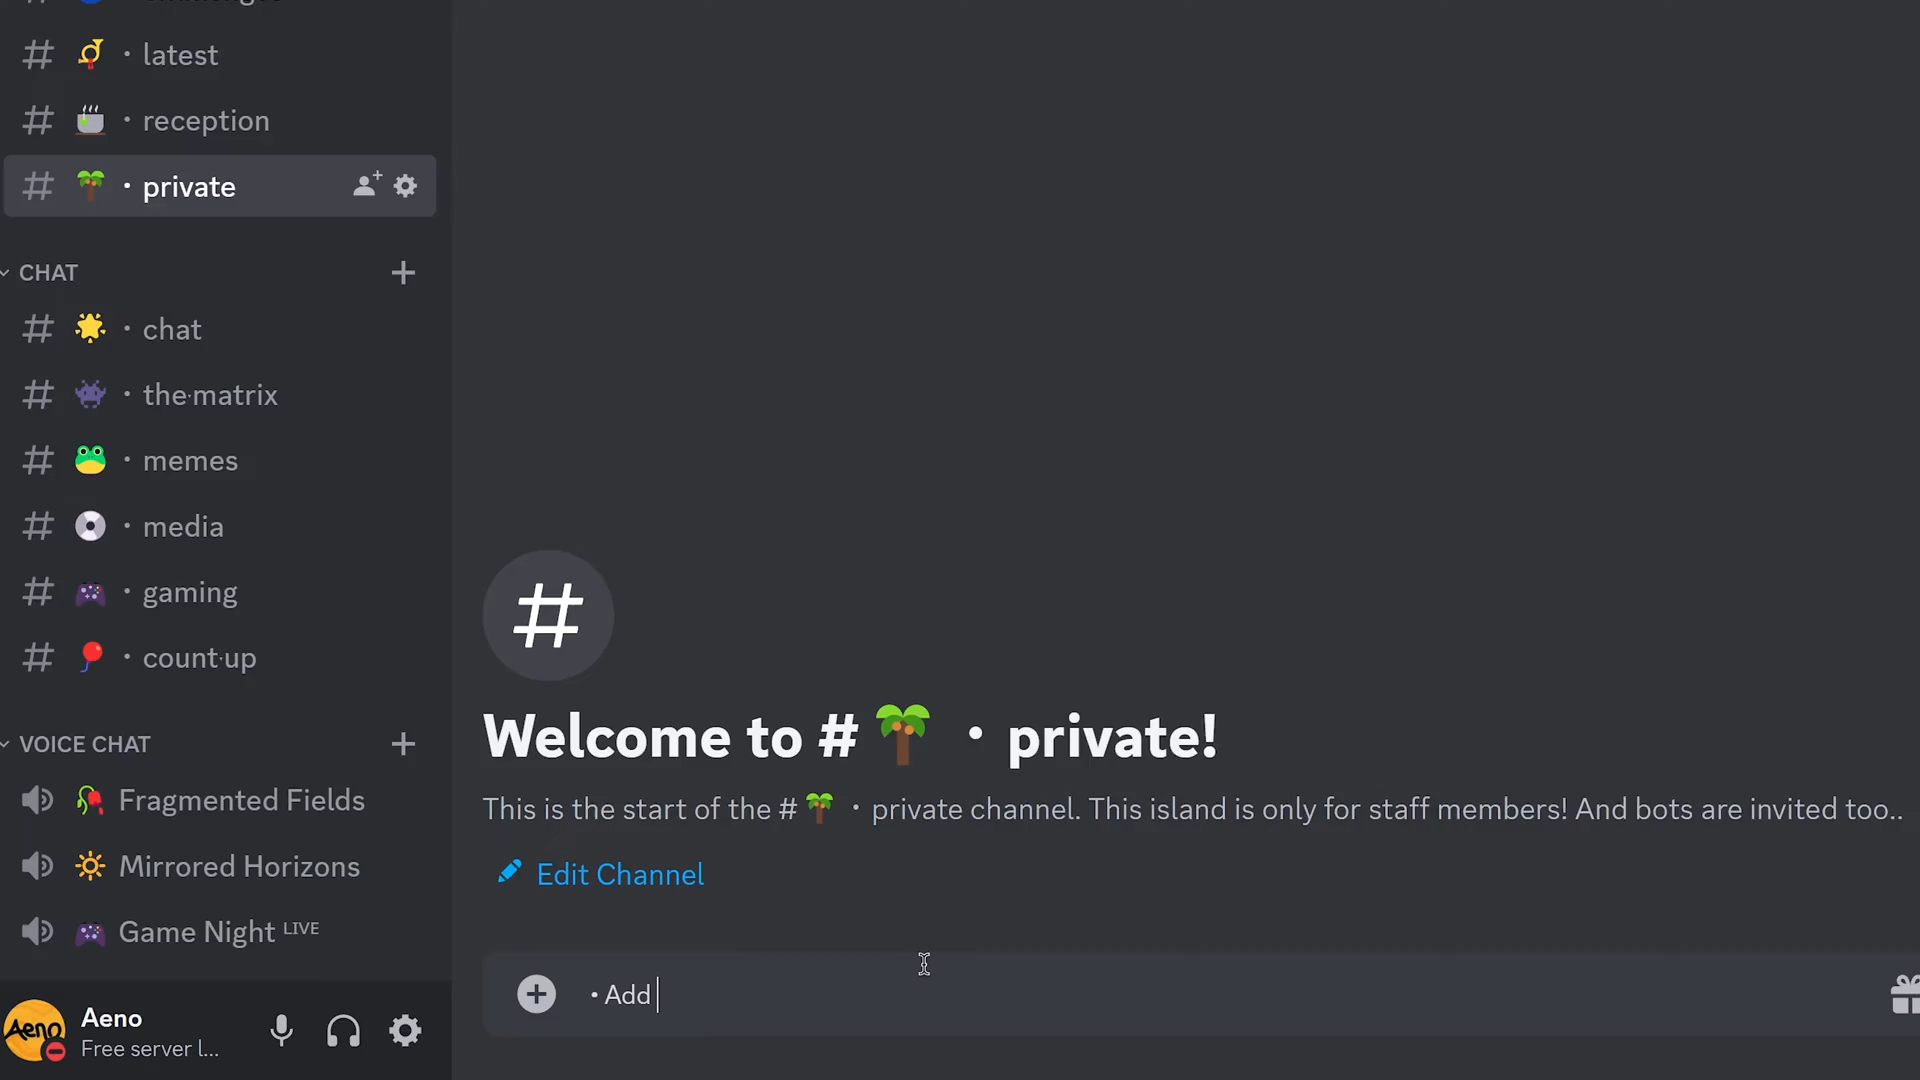 # · latest
# · reception
# · private
CHAT
# · chat
# · the·matrix
# · memes
# · media
# · gaming
# · count·up
VOICE CHAT
Fragmented Fields
Mirrored Horizons
Game Night LIVE
Aeno
Aeno
Free server l...
#
Welcome to # · private!
This is the start of the # · private channel. This island is only for staff members! And bots are invited too..
Edit Channel
• Add